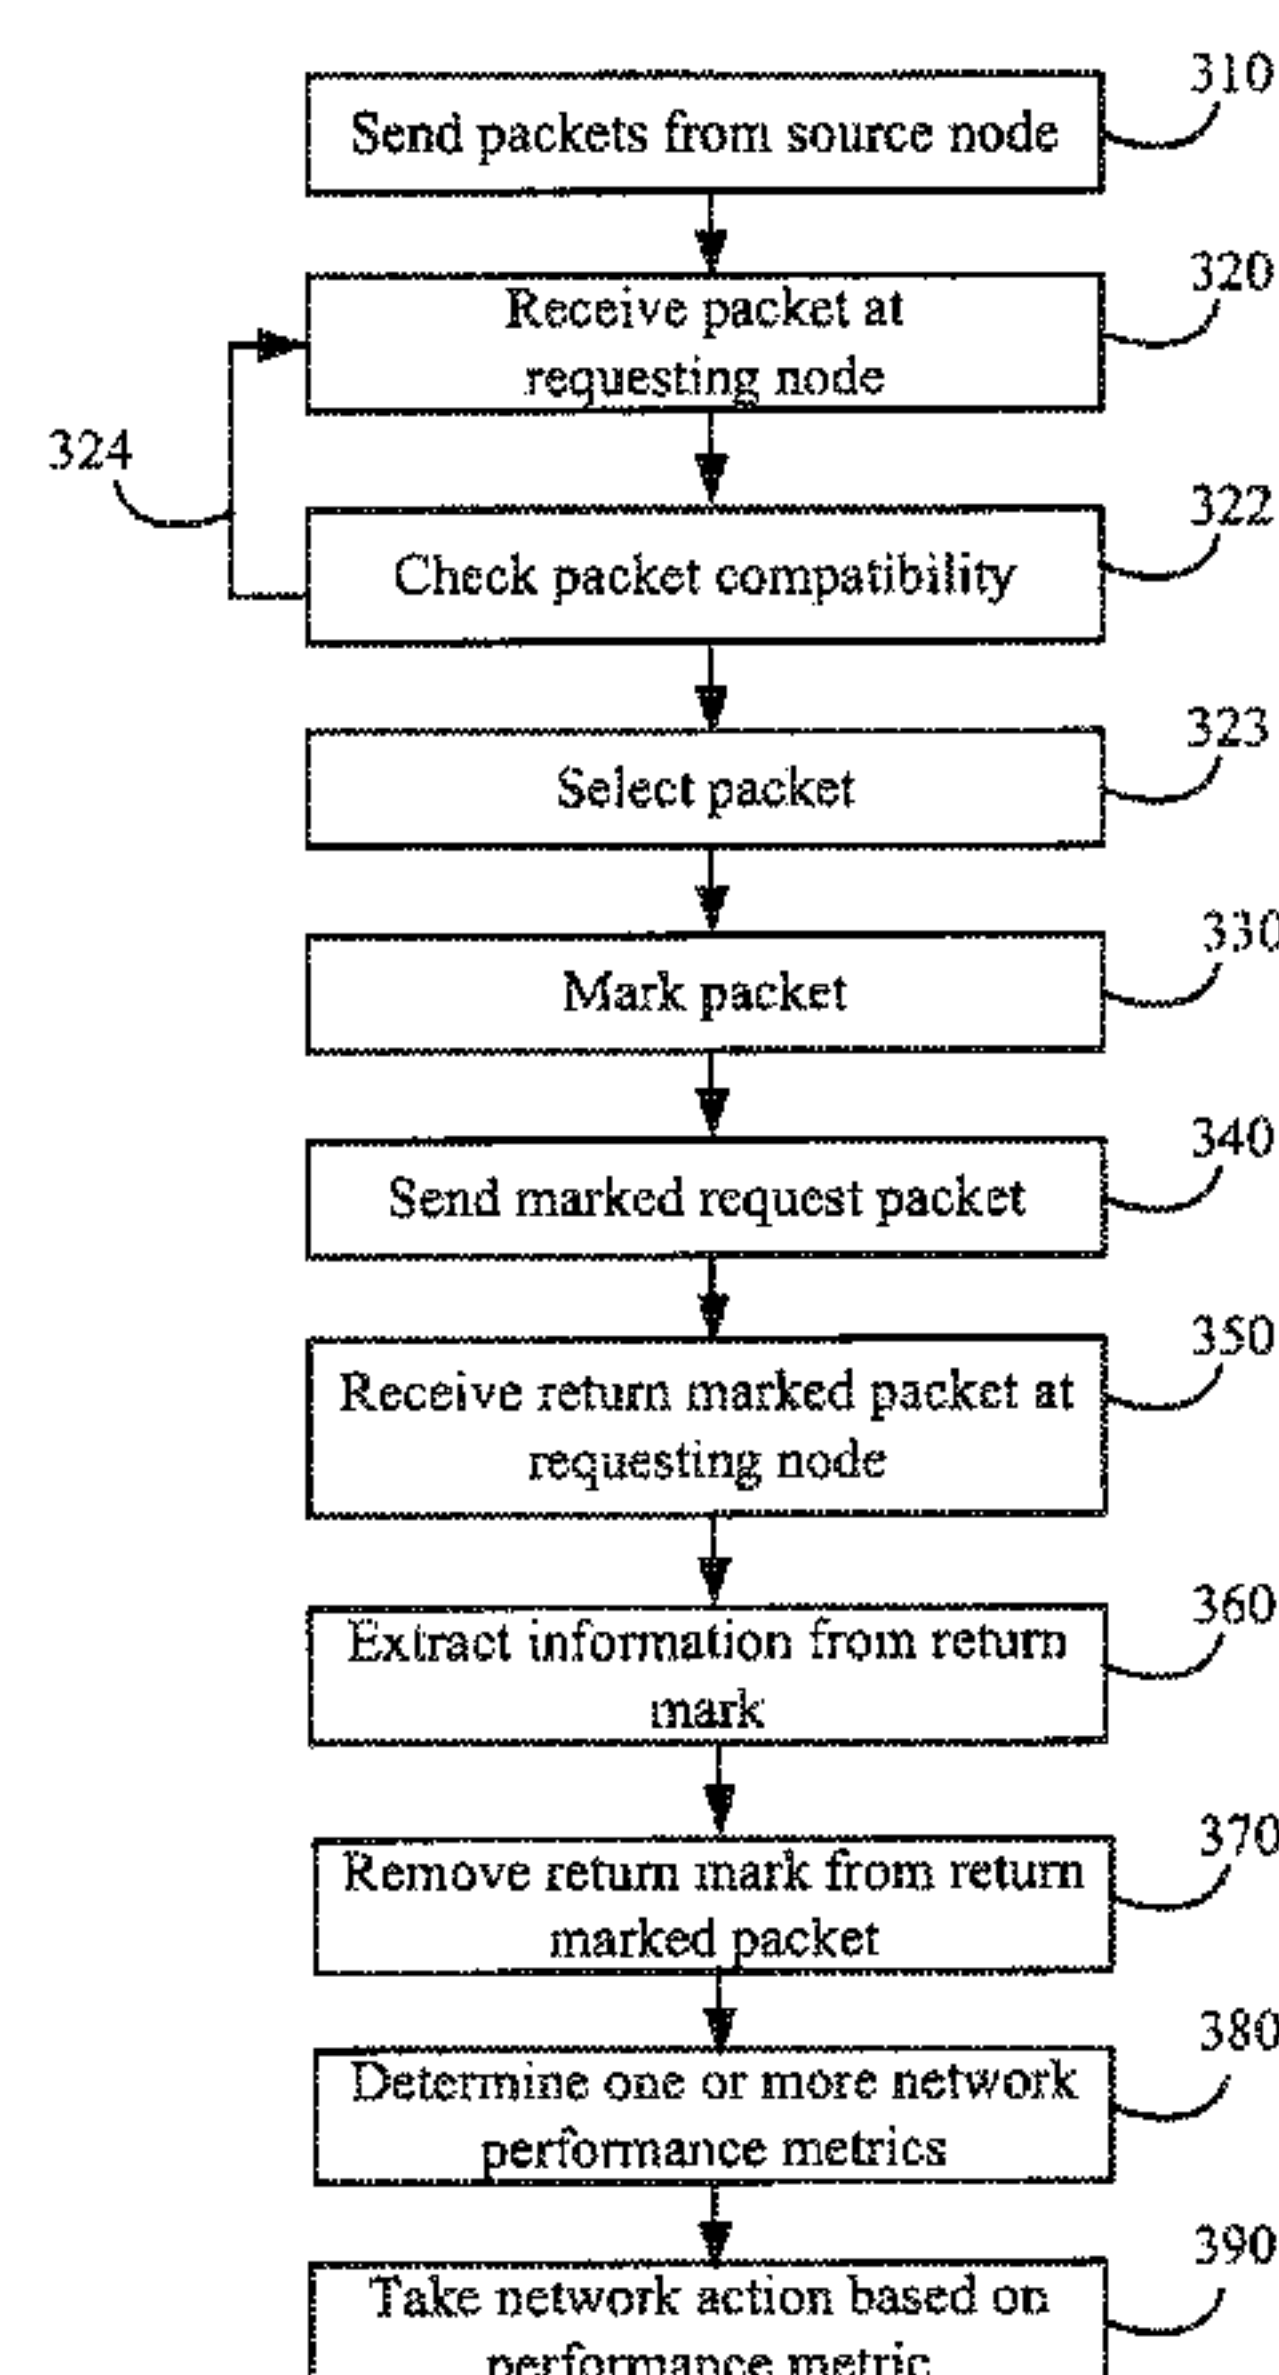 310
Send packets from source node
320
Receive packet at
requesting node
324
322
Check packet compatibility
323
Select packet
330
Mark packet
340
Send marked request packet
350
Receive return marked packet at
requesting node
360
Extract information from return
mark
370
Remove return mark from return
marked packet
380
Determine one or more network
performance metrics
390
Take network action based on
performance metric